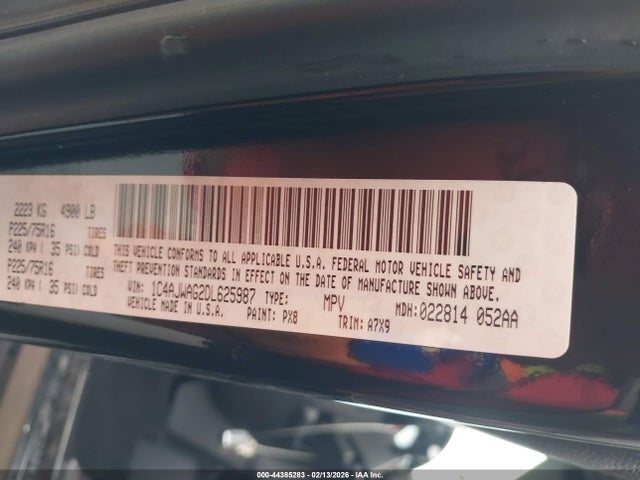 2223 KG 4900 LB
P225/75R16 TIRES
240 KPA ( 35 PSI) COLD
P225/75R16 TIRES
240 KPA ( 35 PSI) COLD
THIS VEHICLE CONFORMS TO ALL APPLICABLE U.S.A. FEDERAL MOTOR VEHICLE SAFETY AND
THEFT PREVENTION STANDARDS IN EFFECT ON THE DATE OF MANUFACTURE SHOWN ABOVE.
VIN: 1C4AJWAG2DL625987 TYPE: MPV MDH: 022814 052AA
VEHICLE MADE IN U.S.A. PAINT: PX8 TRIM: A7X9
000-44385283 - 02/13/2026 - IAA Inc.